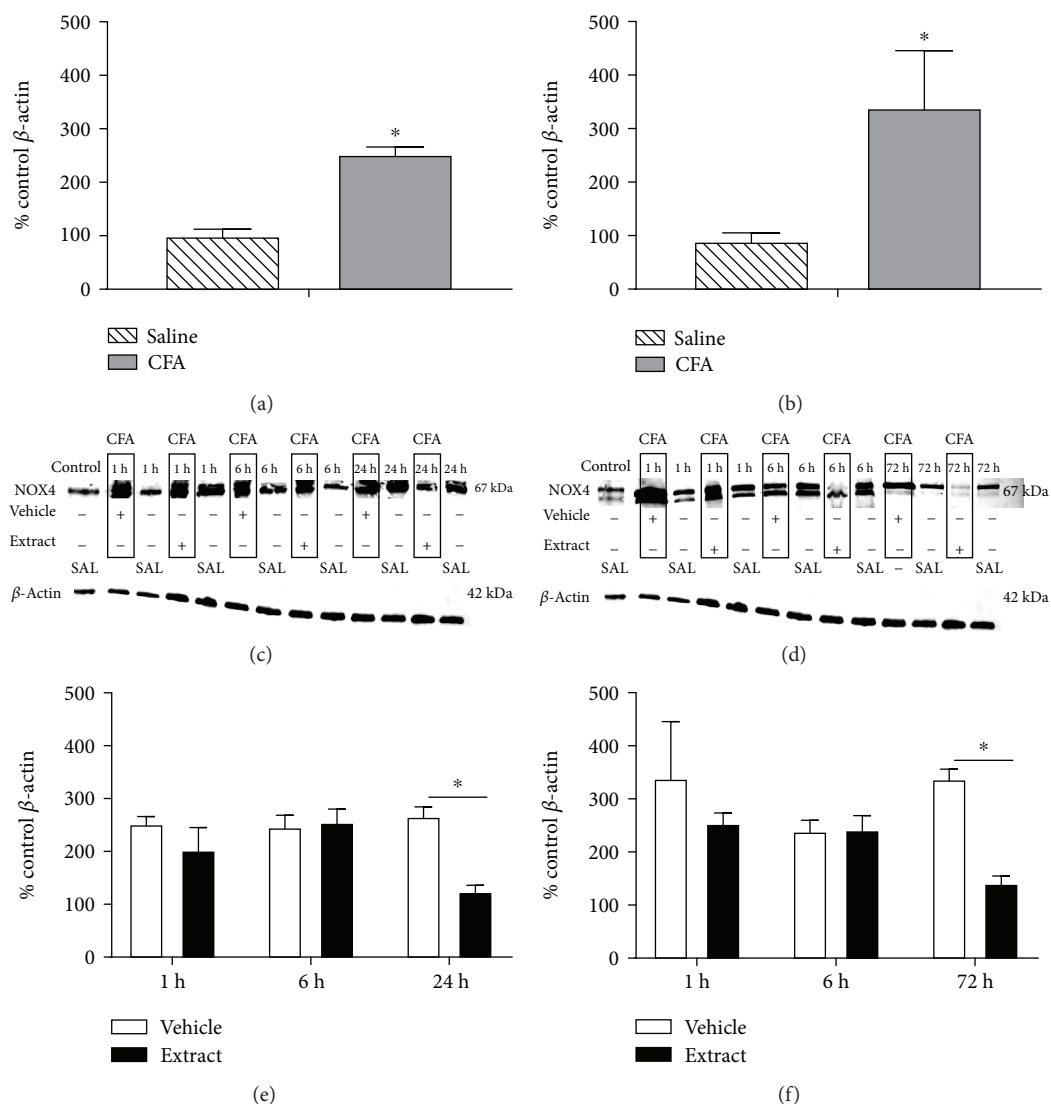 500
400
300
200
100
0
% control β-actin
*
Saline
CFA
(a)
500
400
300
200
100
0
% control β-actin
*
Saline
CFA
(b)
CFA CFA CFA CFA CFA CFA
Control 1 h 1 h 1 h 1 h 6 h 6 h 6 h 6 h 24 h 24 h 24 h 24 h
NOX4 67 kDa
Vehicle − + − − − + − − − + − − −
Extract − − − + − − − + − − − + −
SAL SAL SAL SAL SAL SAL SAL
β-Actin 42 kDa
(c)
CFA CFA CFA CFA CFA CFA
Control 1 h 1 h 1 h 1 h 6 h 6 h 6 h 6 h 72 h 72 h 72 h 72 h
NOX4 67 kDa
Vehicle − + − − − + − − − + − − −
Extract − − − + − − − + − − + −
SAL SAL SAL SAL SAL − SAL SAL
β-Actin 42 kDa
(d)
500
400
300
200
100
0
% control β-actin
*
1 h 6 h 24 h
Vehicle
Extract
(e)
500
400
300
200
100
0
% control β-actin
*
1 h 6 h 72 h
Vehicle
Extract
(f)